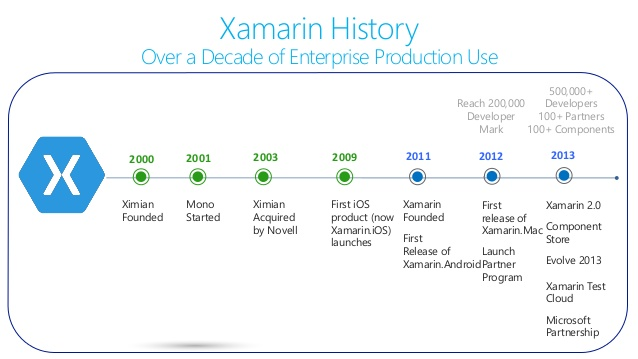 Xamarin History
Over a Decade of Enterprise Production Use
Reach 200,000
Developer
Mark
500,000+
Developers
100+ Partners
100+ Components
2000
2001
2003
2009
2011
2012
2013
Ximian
Founded
Mono
Started
Ximian
Acquired
by Novell
First iOS
product (now
Xamarin.iOS)
launches
Xamarin
Founded
First
Release of
Xamarin.Android
First
release of
Xamarin.Mac
Launch
Partner
Program
Xamarin 2.0
Component
Store
Evolve 2013
Xamarin Test
Cloud
Microsoft
Partnership